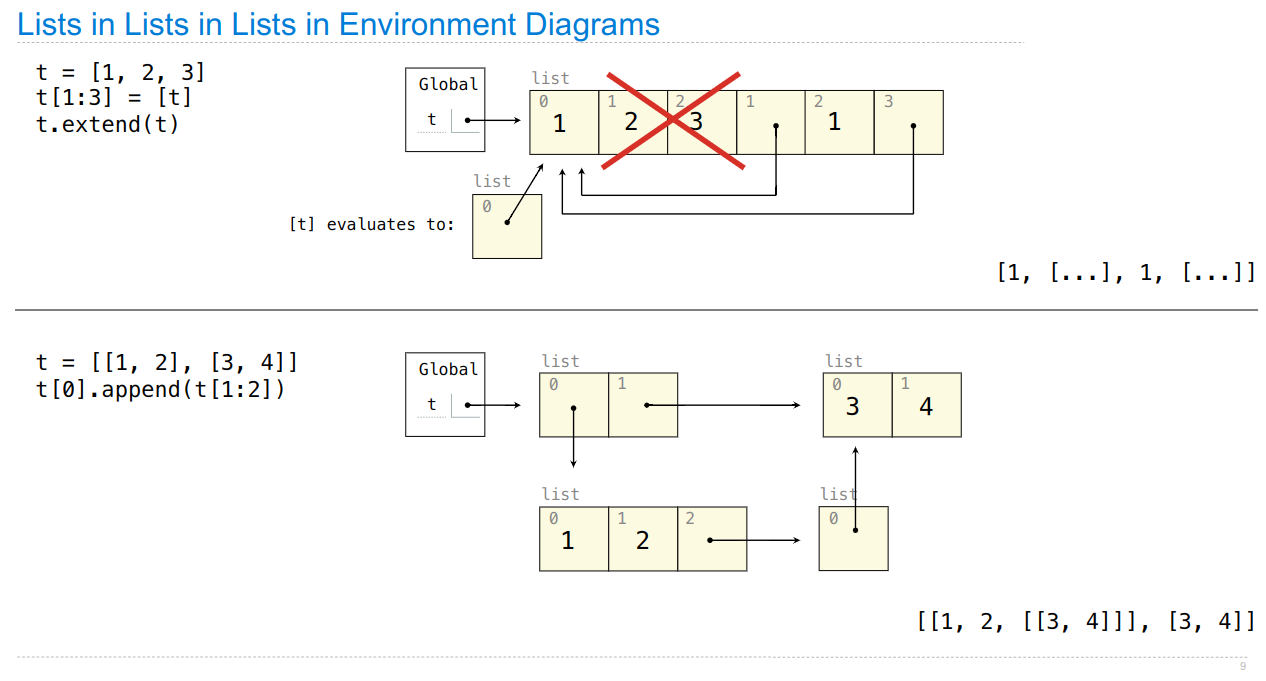 Lists in Lists in Lists in Environment Diagrams
t = [1, 2, 3]
t[1:3] = [t]
t.extend(t)
Global
t
list
0 1 2 1 2 3
1 2 3 1
list
0
[t] evaluates to:
[1, [...], 1, [...]]
t = [[1, 2], [3, 4]]
t[0].append(t[1:2])
Global
t
list
0 1
list
0 1
3 4
list
0 1 2
1 2
list
0
[[1, 2, [[3, 4]]], [3, 4]]
9